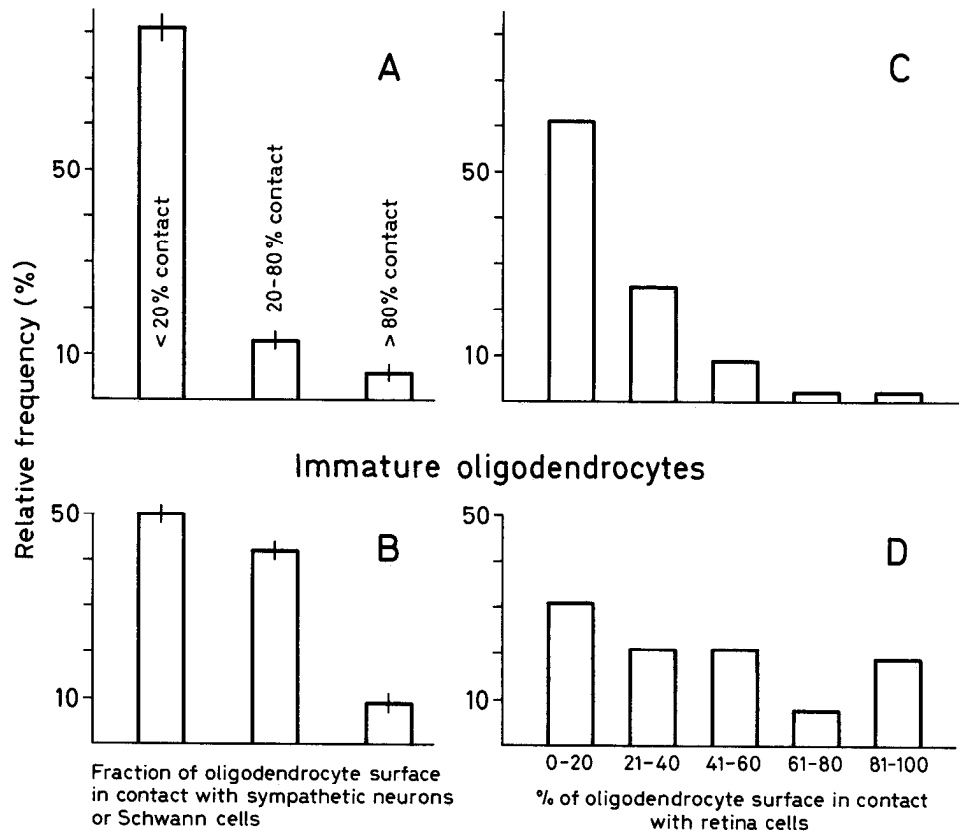 A
C
50
50
< 20% contact
20-80% contact
> 80% contact
10
10
Relative frequency (%)
Immature oligodendrocytes
50
50
B
D
10
10
0-20 21-40 41-60 61-80 81-100
Fraction of oligodendrocyte surface
in contact with sympathetic neurons
or Schwann cells
% of oligodendrocyte surface in contact
with retina cells